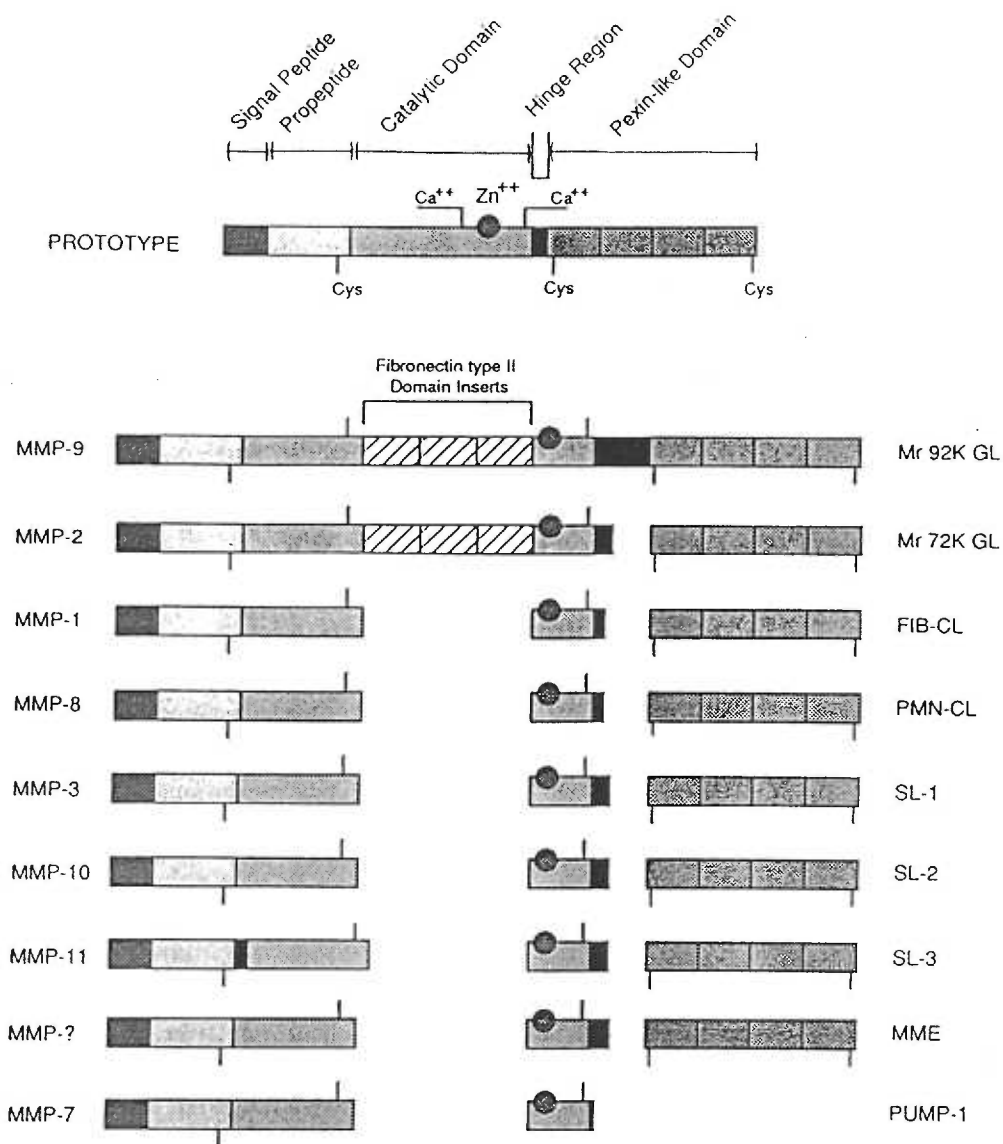 Signal Peptide
Propeptide
Catalytic Domain
Hinge Region
Pexin-like Domain
Ca++
Zn++
Ca++
PROTOTYPE
Cys
Cys
Cys
Fibronectin type II
Domain Inserts
MMP-9
Mr 92K GL
MMP-2
Mr 72K GL
MMP-1
FIB-CL
MMP-8
PMN-CL
MMP-3
SL-1
MMP-10
SL-2
MMP-11
SL-3
MMP-?
MME
MMP-7
PUMP-1